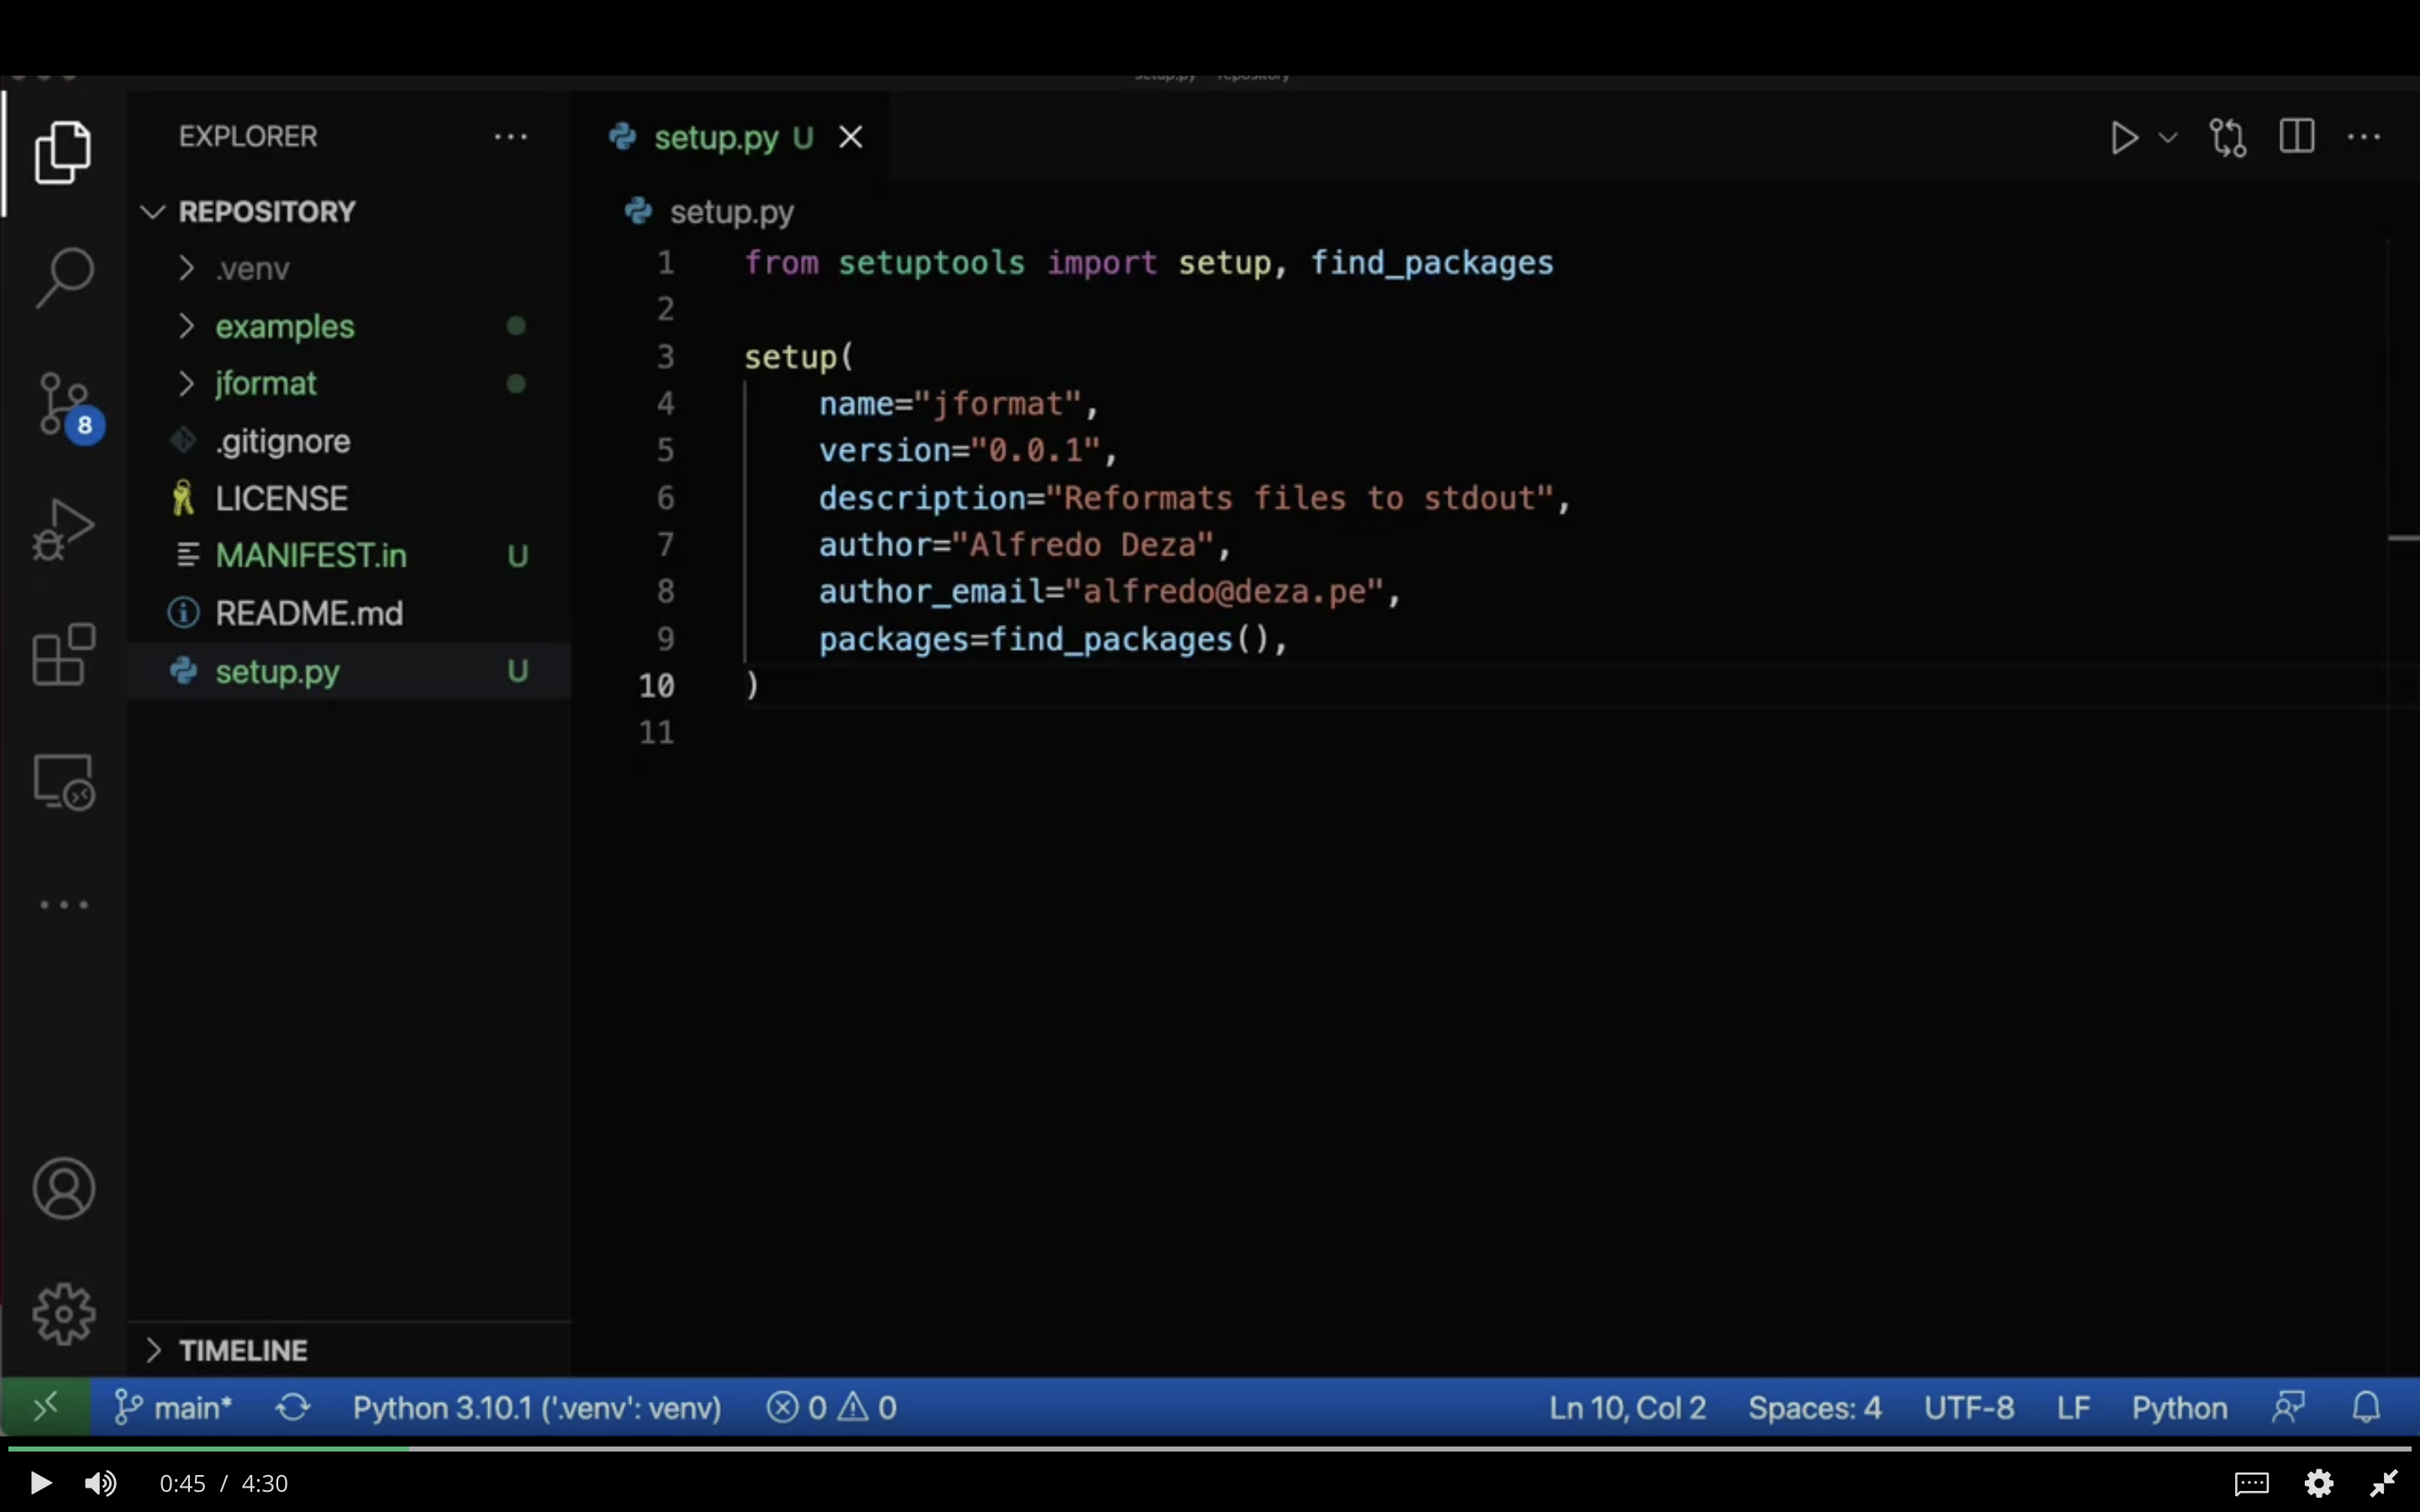 setup.py — repository
EXPLORER
setup.py U
REPOSITORY
setup.py
.venv
examples
jformat
.gitignore
LICENSE
MANIFEST.in U
README.md
setup.py U
1 from setuptools import setup, find_packages
2
3 setup(
4 name="jformat",
5 version="0.0.1",
6 description="Reformats files to stdout",
7 author="Alfredo Deza",
8 author_email="alfredo@deza.pe",
9 packages=find_packages(),
10 )
11
8
TIMELINE
main* Python 3.10.1 ('.venv': venv) 0 0 Ln 10, Col 2 Spaces: 4 UTF-8 LF Python
0:45 / 4:30